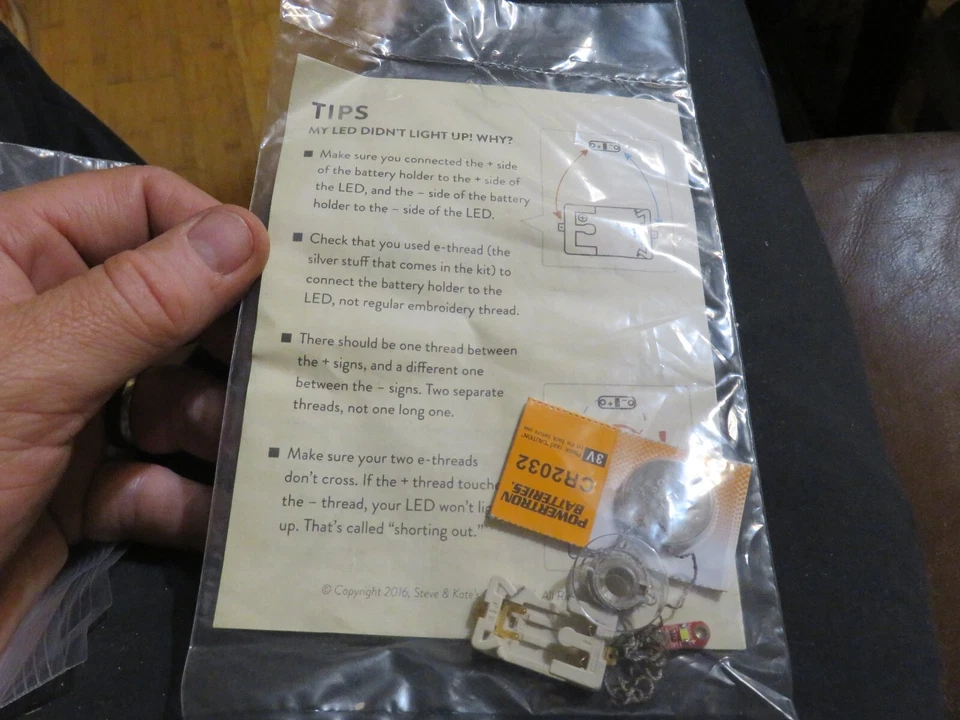 TIPS
MY LED DIDN'T LIGHT UP! WHY?
■ Make sure you connected the + side
of the battery holder to the + side of
the LED, and the – side of the battery
holder to the – side of the LED.
■ Check that you used e-thread (the
silver stuff that comes in the kit) to
connect the battery holder to the
LED, not regular embroidery thread.
■ There should be one thread between
the + signs, and a different one
between the – signs. Two separate
threads, not one long one.
■ Make sure your two e-threads
don't cross. If the + thread
the – thread, your LED won't
up. That's called "shorting out."
© Copyright 2016, Steve & Kate's
All
POWERTRON
BATTERIES.
CR2032
3V